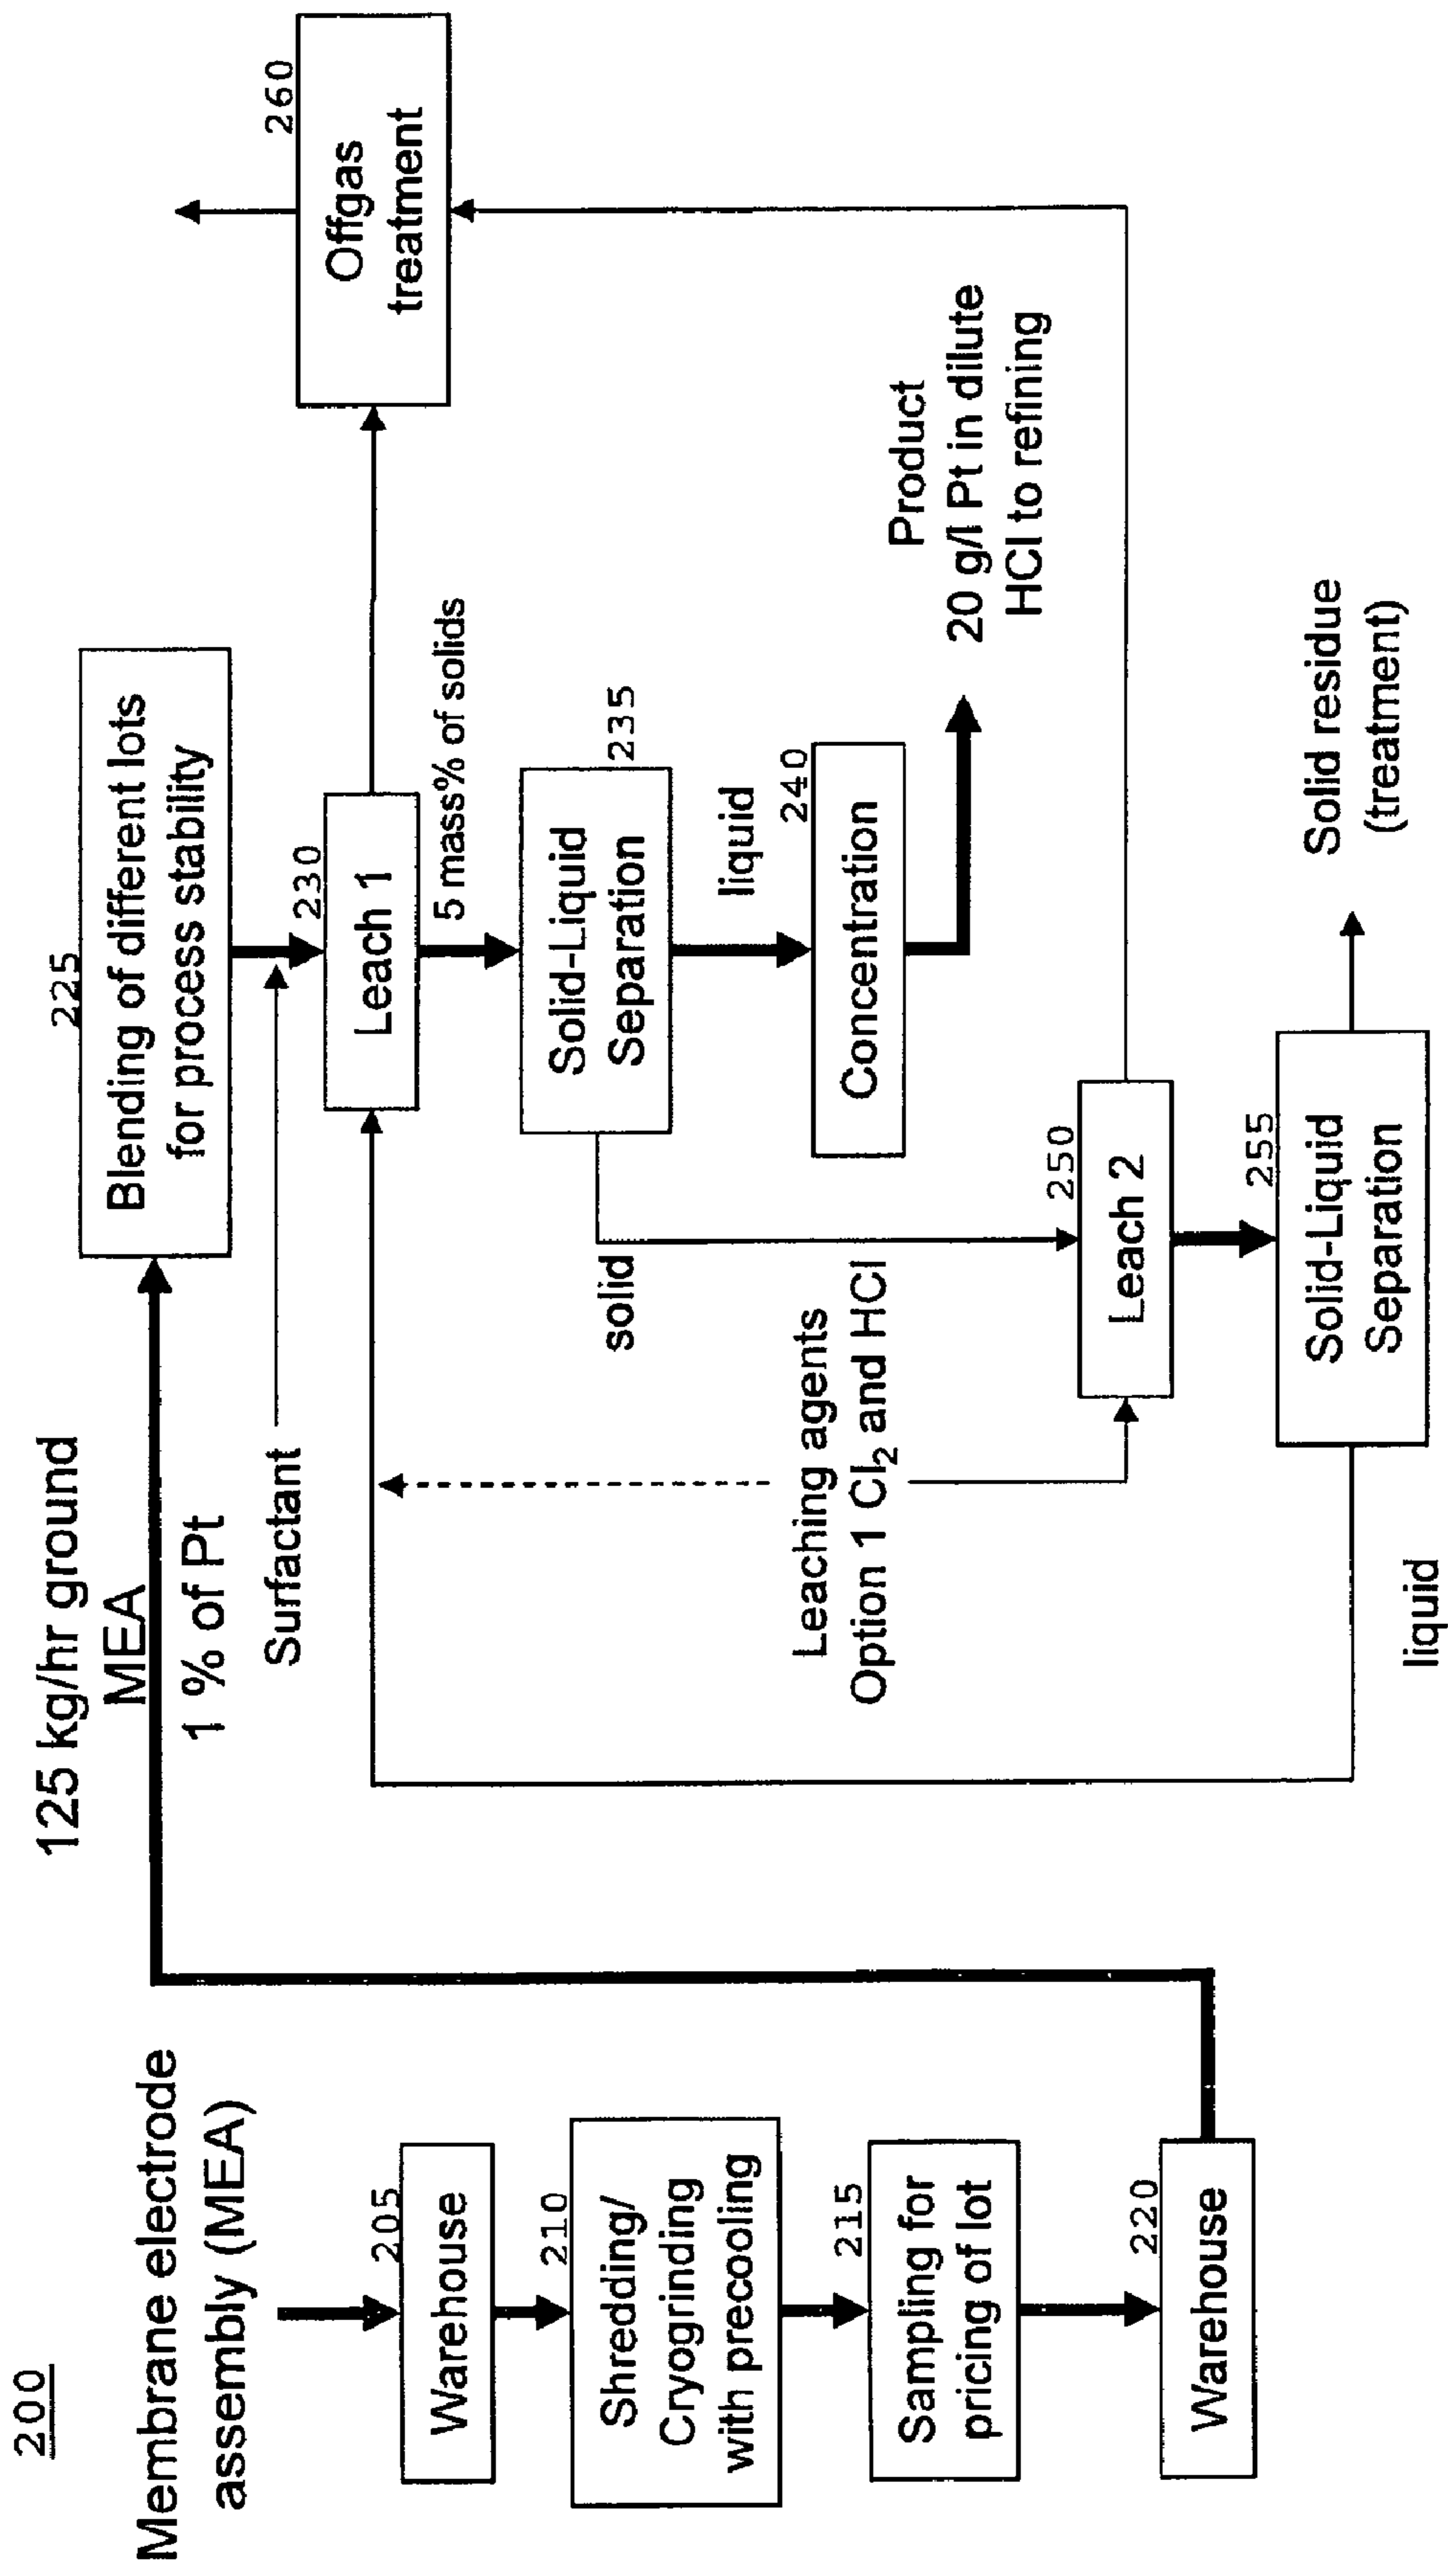 200
Membrane electrode
assembly (MEA)
205
Warehouse
210
Shredding/
Cryogrinding
with precooling
215
Sampling for
pricing of lot
220
Warehouse
125 kg/hr ground
MEA
1 % of Pt
225
Blending of different lots
for process stability
Surfactant
230
Leach 1
5 mass% of solids
260
Offgas
treatment
235
Solid-Liquid
Separation
liquid
240
Concentration
Product
20 g/l Pt in dilute
HCl to refining
solid
Leaching agents
Option 1 Cl₂ and HCl
250
Leach 2
255
Solid-Liquid
Separation
liquid
Solid residue
(treatment)